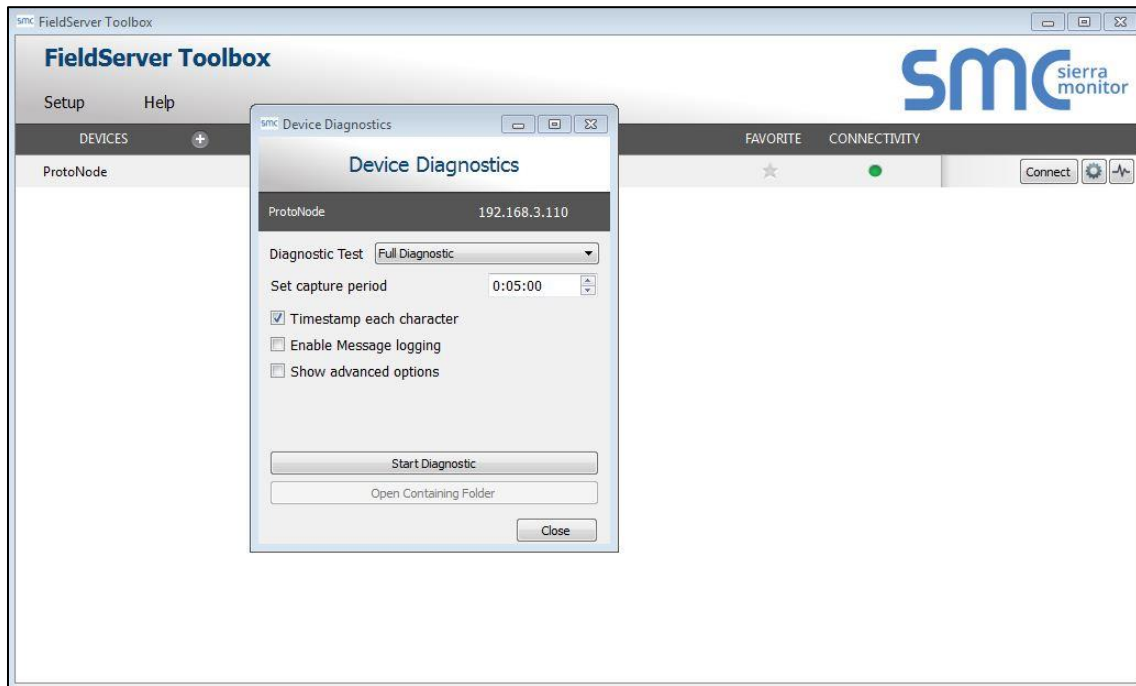 smc FieldServer Toolbox
FieldServer Toolbox
smc sierra monitor
Setup Help
DEVICES FAVORITE CONNECTIVITY
ProtoNode Connect
smc Device Diagnostics
Device Diagnostics
ProtoNode 192.168.3.110
Diagnostic Test Full Diagnostic
Set capture period 0:05:00
Timestamp each character
Enable Message logging
Show advanced options
Start Diagnostic
Open Containing Folder
Close